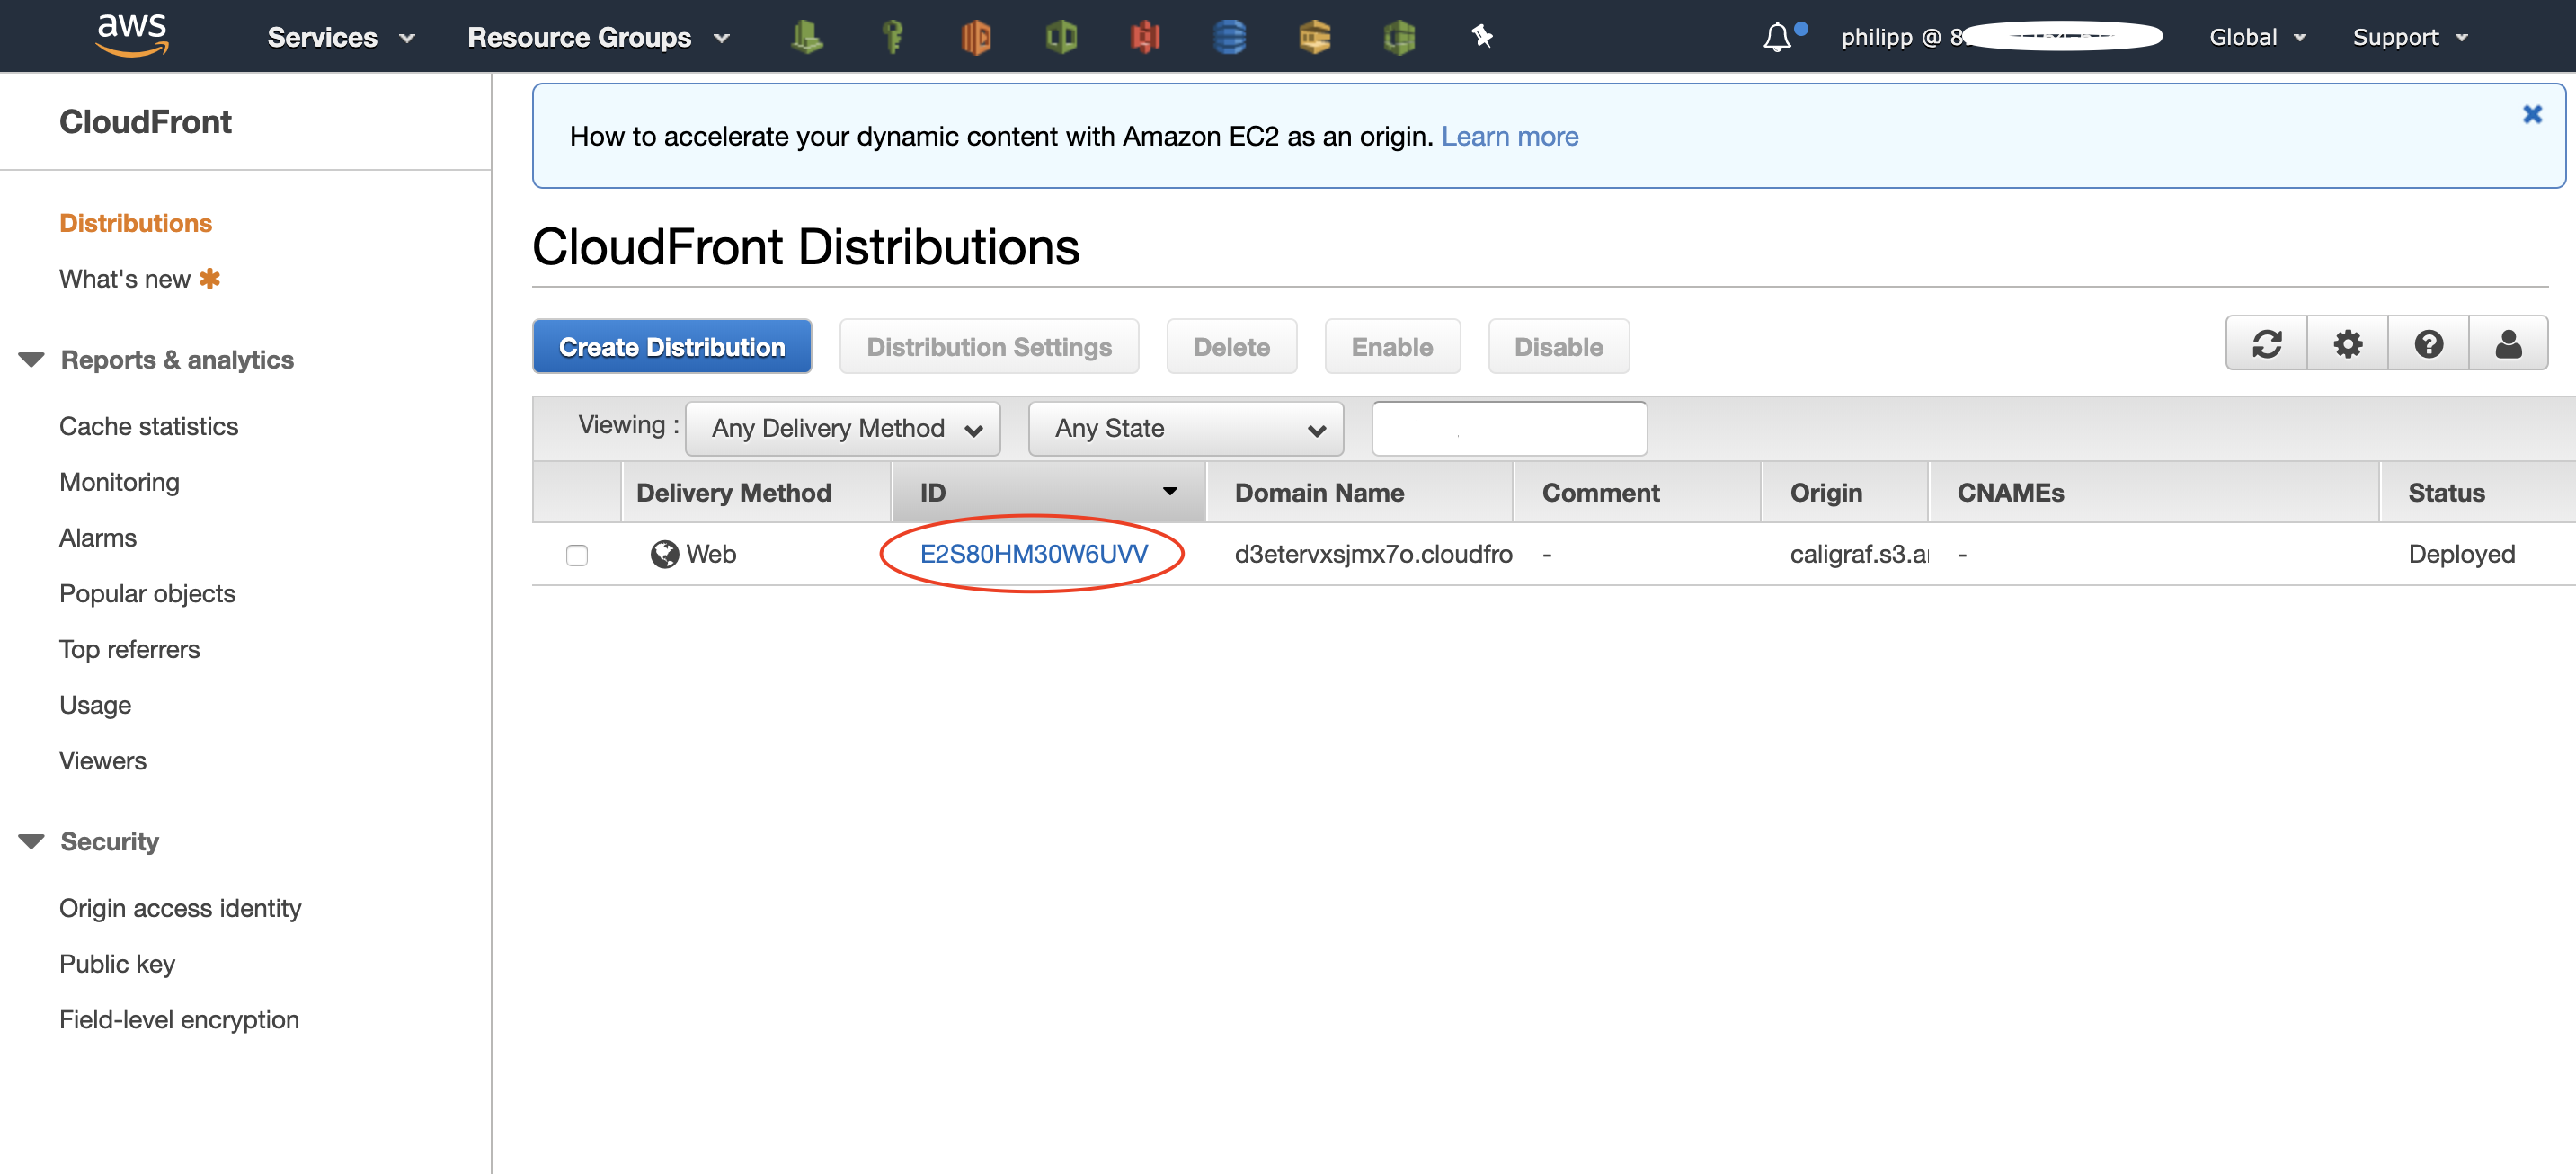 aws Services Resource Groups philipp @ 8 Global Support
CloudFront
Distributions
What's new
Reports & analytics
Cache statistics
Monitoring
Alarms
Popular objects
Top referrers
Usage
Viewers
Security
Origin access identity
Public key
Field-level encryption
How to accelerate your dynamic content with Amazon EC2 as an origin. Learn more
CloudFront Distributions
Create Distribution Distribution Settings Delete Enable Disable
Viewing : Any Delivery Method Any State
Delivery Method ID Domain Name Comment Origin CNAMEs Status
Web E2S80HM30W6UVV d3etervxsjmx7o.cloudfro - caligraf.s3.a - Deployed